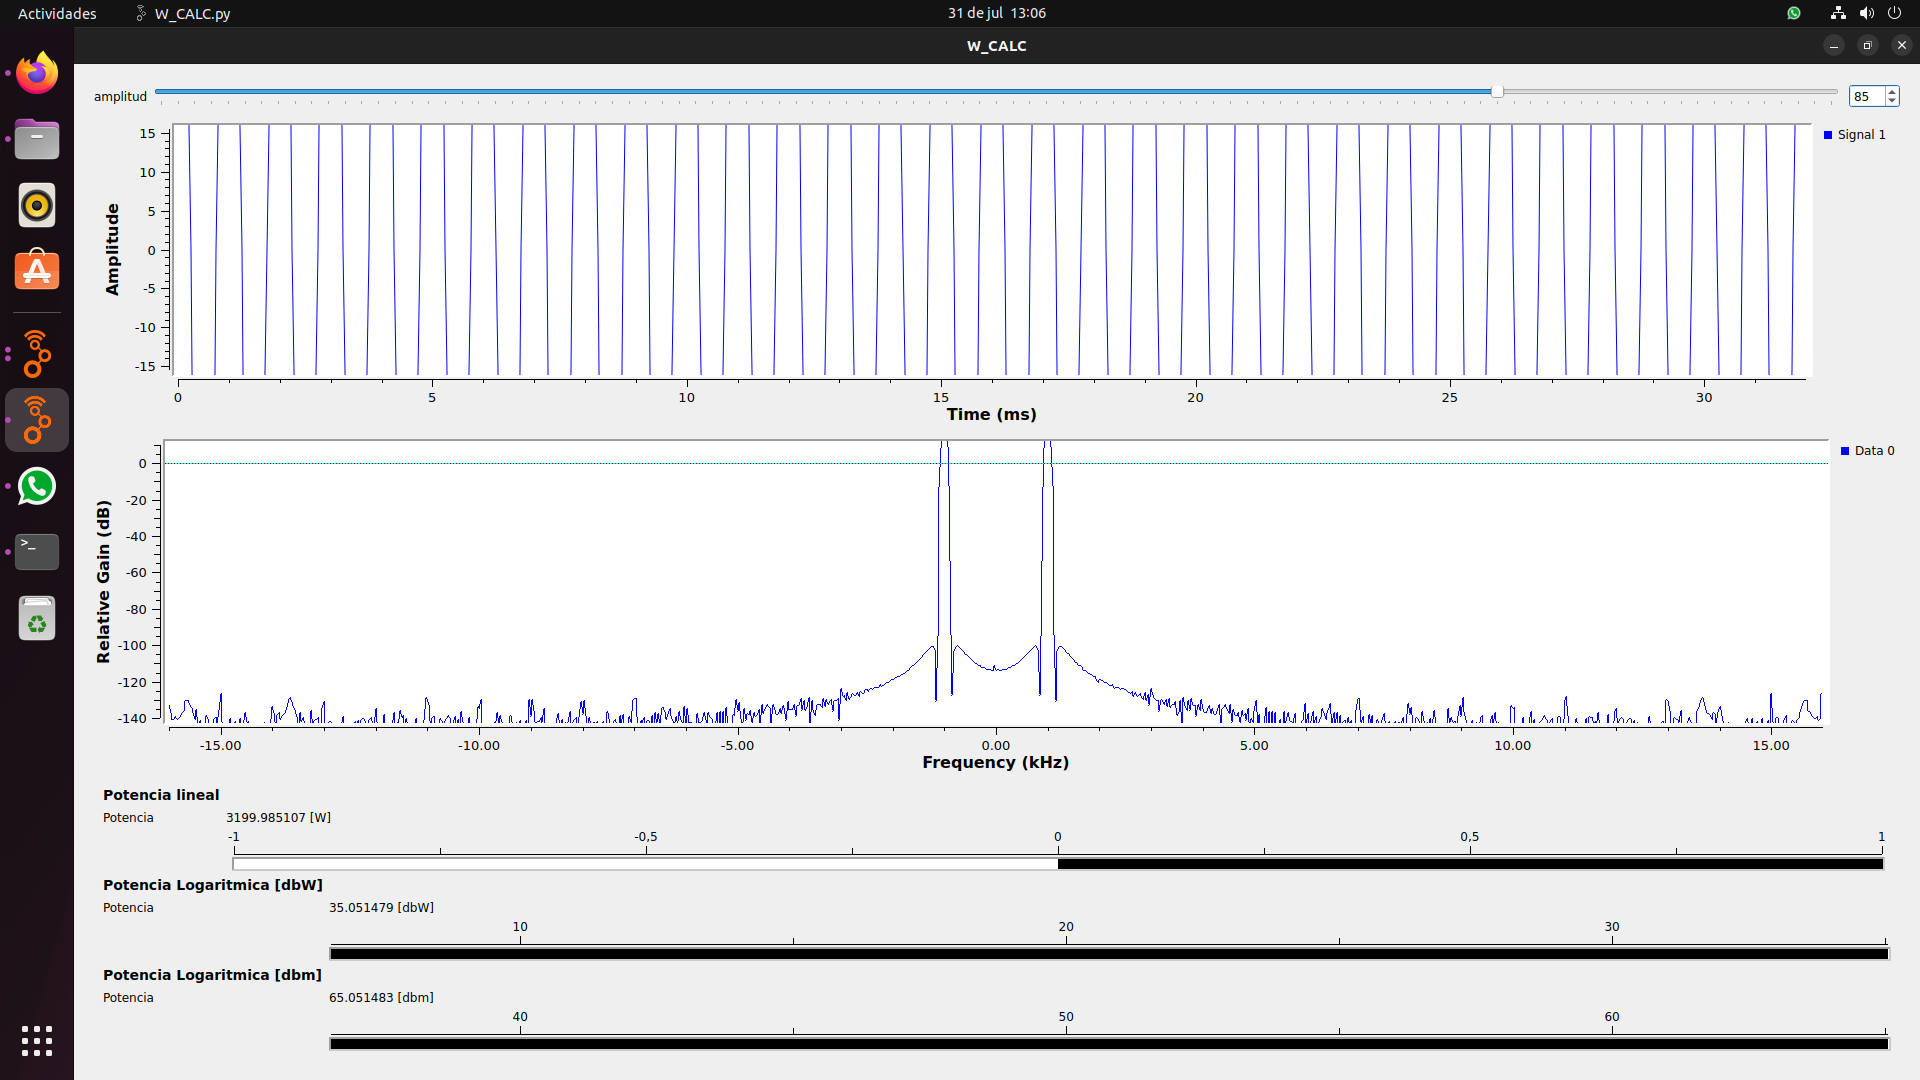 Actividades W_CALC.py 31 de jul 13:06
W_CALC
amplitud 85
Signal 1
Amplitude
15
10
5
0
-5
-10
-15
0 5 10 15 20 25 30
Time (ms)
Data 0
Relative Gain (dB)
0
-20
-40
-60
-80
-100
-120
-140
-15.00 -10.00 -5.00 0.00 5.00 10.00 15.00
Frequency (kHz)
Potencia lineal
Potencia 3199.985107 [W]
-1 -0,5 0 0,5 1
Potencia Logaritmica [dbW]
Potencia 35.051479 [dbW]
10 20 30
Potencia Logaritmica [dbm]
Potencia 65.051483 [dbm]
40 50 60